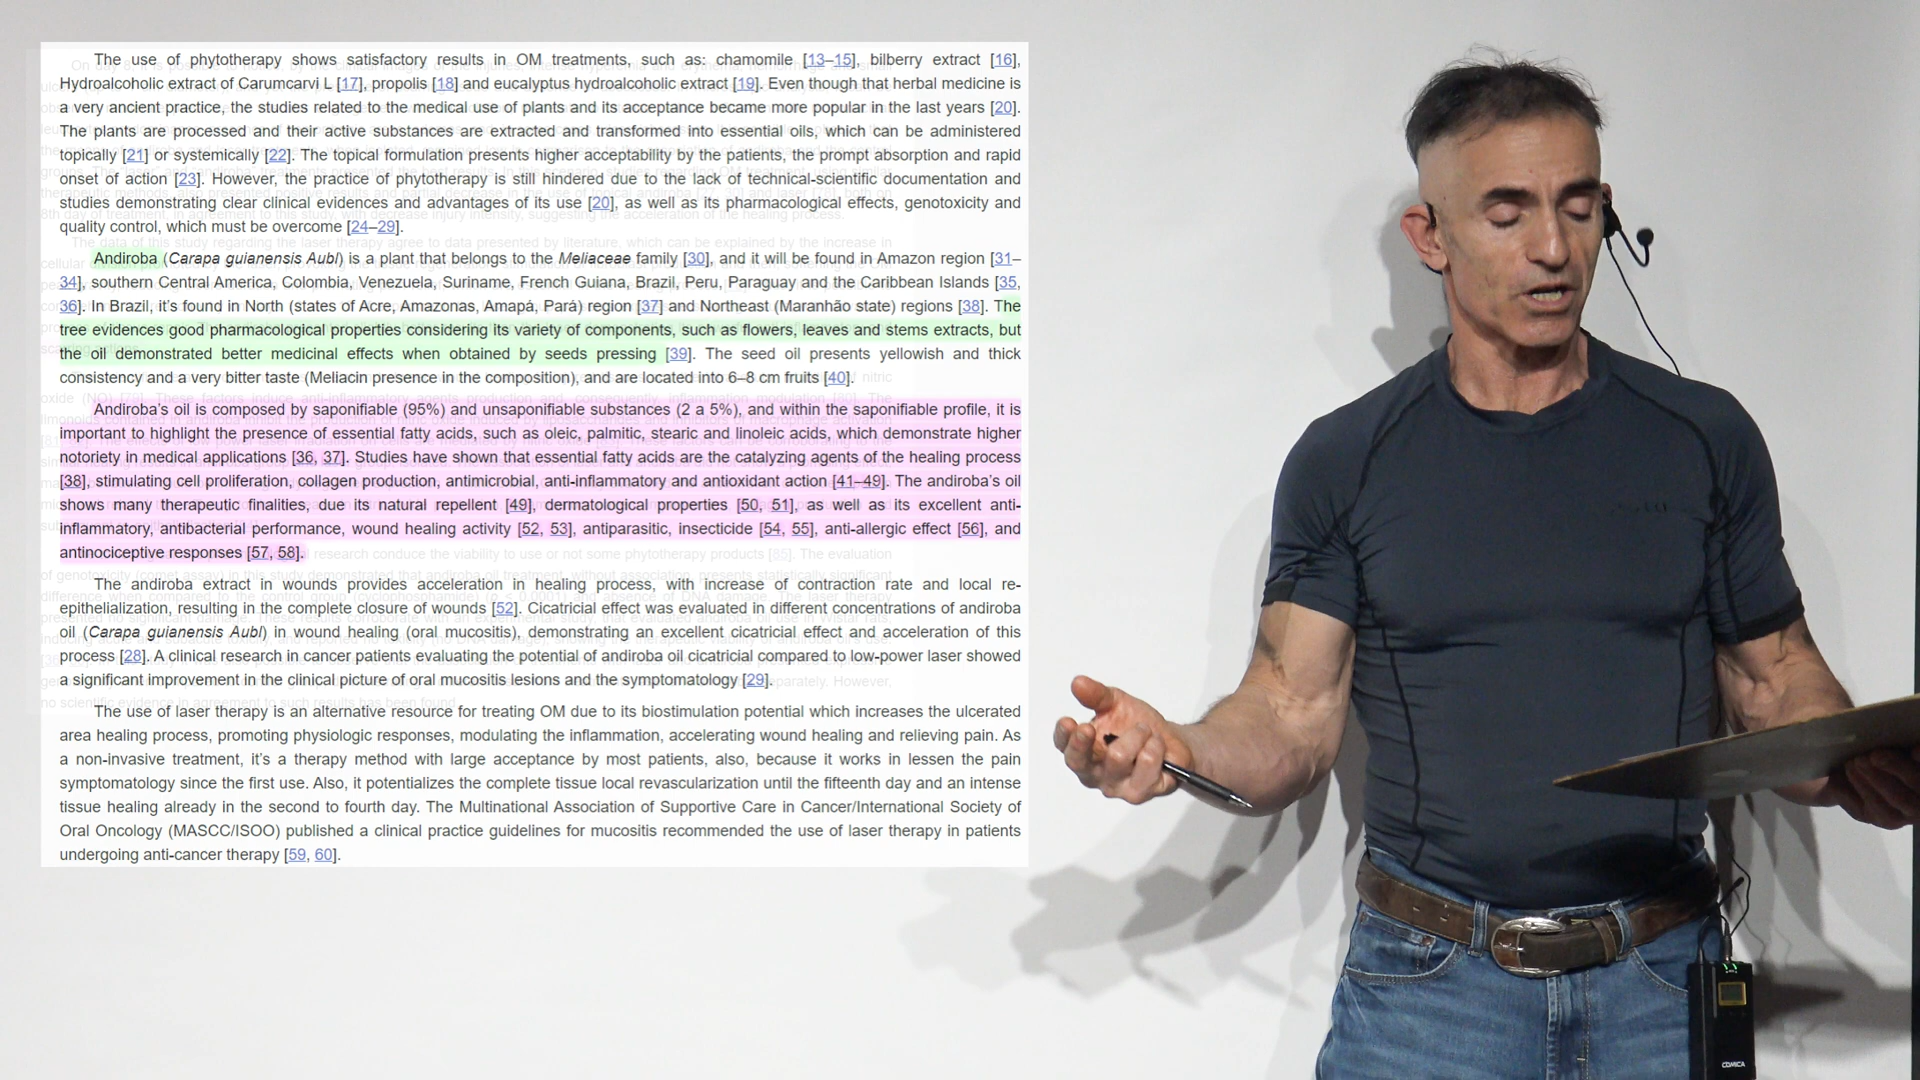 The use of phytotherapy shows satisfactory results in OM treatments, such as: chamomile [13–15], bilberry extract [16],
Hydroalcoholic extract of Carumcarvi L [17], propolis [18] and eucalyptus hydroalcoholic extract [19]. Even though that herbal medicine is
a very ancient practice, the studies related to the medical use of plants and its acceptance became more popular in the last years [20].
The plants are processed and their active substances are extracted and transformed into essential oils, which can be administered
topically [21] or systemically [22]. The topical formulation presents higher acceptability by the patients, the prompt absorption and rapid
onset of action [23]. However, the practice of phytotherapy is still hindered due to the lack of technical-scientific documentation and
studies demonstrating clear clinical evidences and advantages of its use [20], as well as its pharmacological effects, genotoxicity and
quality control, which must be overcome [24–29].
Andiroba (Carapa guianensis Aubl) is a plant that belongs to the Meliaceae family [30], and it will be found in Amazon region [31–
34], southern Central America, Colombia, Venezuela, Suriname, French Guiana, Brazil, Peru, Paraguay and the Caribbean Islands [35,
36]. In Brazil, it's found in North (states of Acre, Amazonas, Amapá, Pará) region [37] and Northeast (Maranhão state) regions [38]. The
tree evidences good pharmacological properties considering its variety of components, such as flowers, leaves and stems extracts, but
the oil demonstrated better medicinal effects when obtained by seeds pressing [39]. The seed oil presents yellowish and thick
consistency and a very bitter taste (Meliacin presence in the composition), and are located into 6–8 cm fruits [40].
Andiroba's oil is composed by saponifiable (95%) and unsaponifiable substances (2 a 5%), and within the saponifiable profile, it is
important to highlight the presence of essential fatty acids, such as oleic, palmitic, stearic and linoleic acids, which demonstrate higher
notoriety in medical applications [36, 37]. Studies have shown that essential fatty acids are the catalyzing agents of the healing process
[38], stimulating cell proliferation, collagen production, antimicrobial, anti-inflammatory and antioxidant action [41–49]. The andiroba's oil
shows many therapeutic finalities, due its natural repellent [49], dermatological properties [50, 51], as well as its excellent anti-
inflammatory, antibacterial performance, wound healing activity [52, 53], antiparasitic, insecticide [54, 55], anti-allergic effect [56], and
antinociceptive responses [57, 58].
The andiroba extract in wounds provides acceleration in healing process, with increase of contraction rate and local re-
epithelialization, resulting in the complete closure of wounds [52]. Cicatricial effect was evaluated in different concentrations of andiroba
oil (Carapa guianensis Aubl) in wound healing (oral mucositis), demonstrating an excellent cicatricial effect and acceleration of this
process [28]. A clinical research in cancer patients evaluating the potential of andiroba oil cicatricial compared to low-power laser showed
a significant improvement in the clinical picture of oral mucositis lesions and the symptomatology [29].
The use of laser therapy is an alternative resource for treating OM due to its biostimulation potential which increases the ulcerated
area healing process, promoting physiologic responses, modulating the inflammation, accelerating wound healing and relieving pain. As
a non-invasive treatment, it's a therapy method with large acceptance by most patients, also, because it works in lessen the pain
symptomatology since the first use. Also, it potentializes the complete tissue local revascularization until the fifteenth day and an intense
tissue healing already in the second to fourth day. The Multinational Association of Supportive Care in Cancer/International Society of
Oral Oncology (MASCC/ISOO) published a clinical practice guidelines for mucositis recommended the use of laser therapy in patients
undergoing anti-cancer therapy [59, 60].
COMICA